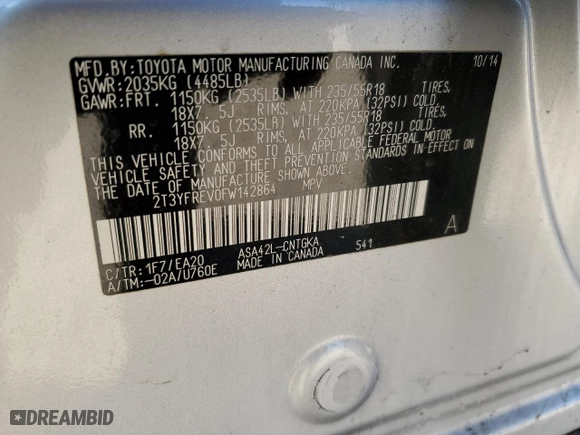 MFD.BY:TOYOTA MOTOR MANUFACTURING CANADA INC. 10/14
GVWR:2035KG (4485LB)
GAWR:FRT. 1150KG (2535LB) WITH 235/55R18 TIRES,
18X7.5J RIMS, AT 220KPA (32PSI) COLD.
RR. 1150KG (2535LB) WITH 235/55R18 TIRES,
18X7.5J RIMS, AT 220KPA (32PSI) COLD.
THIS VEHICLE CONFORMS TO ALL APPLICABLE FEDERAL MOTOR
VEHICLE SAFETY AND THEFT PREVENTION STANDARDS IN EFFECT ON
THE DATE OF MANUFACTURE SHOWN ABOVE.
2T3YFREV0FW142864 MPV
A
C/TR:1F7/EA20 ASA42L-CNTGKA 541
A/TM:-02A/U760E MADE IN CANADA
DREAMBID